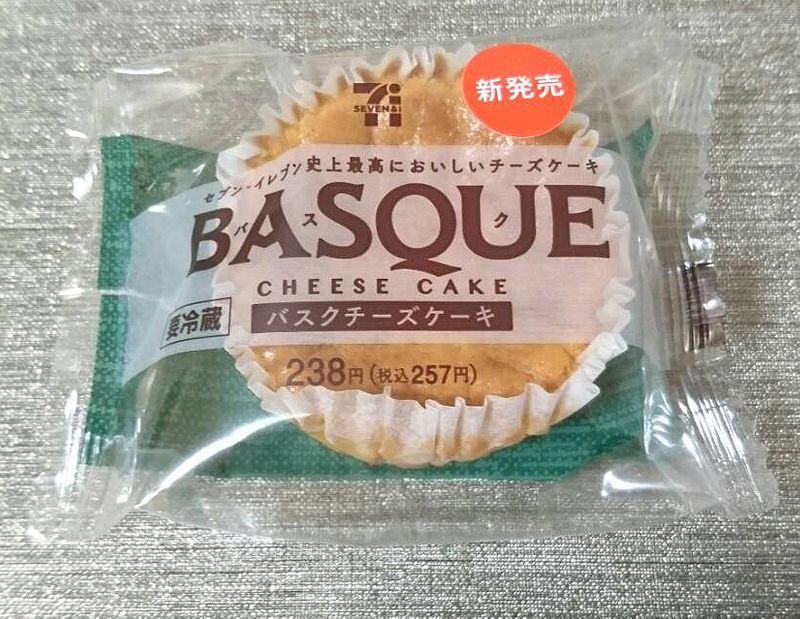 新発売
7i
SEVEN&i
セブン-イレブン史上最高においしいチーズケーキ
BASQUE
バスク
CHEESE CAKE
バスクチーズケーキ
要冷蔵
238円(税込257円)